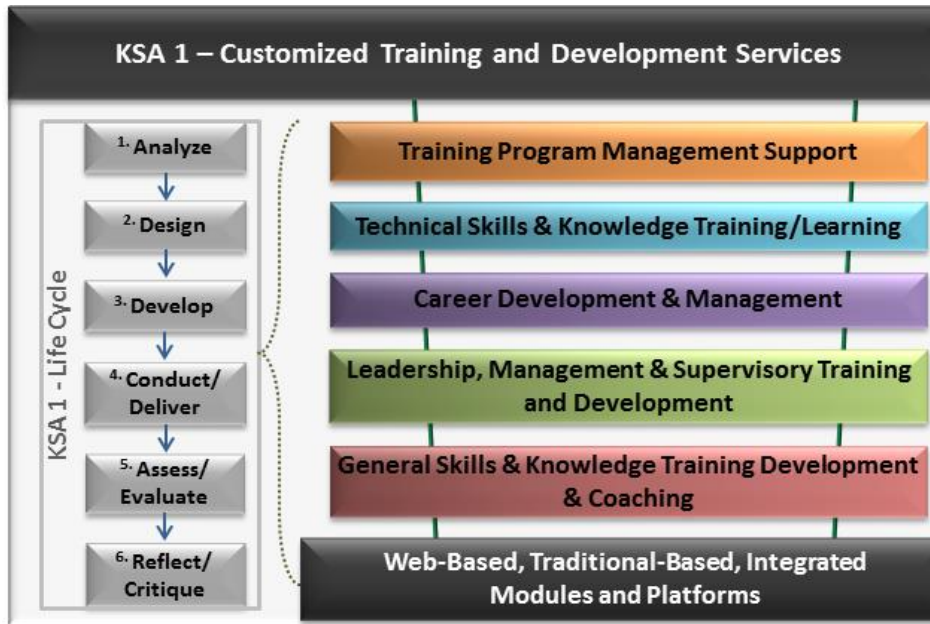 KSA 1 – Customized Training and Development Services
KSA 1 - Life Cycle
1. Analyze
2. Design
3. Develop
4. Conduct/
Deliver
5. Assess/
Evaluate
6. Reflect/
Critique
Training Program Management Support
Technical Skills & Knowledge Training/Learning
Career Development & Management
Leadership, Management & Supervisory Training
and Development
General Skills & Knowledge Training Development
& Coaching
Web-Based, Traditional-Based, Integrated
Modules and Platforms